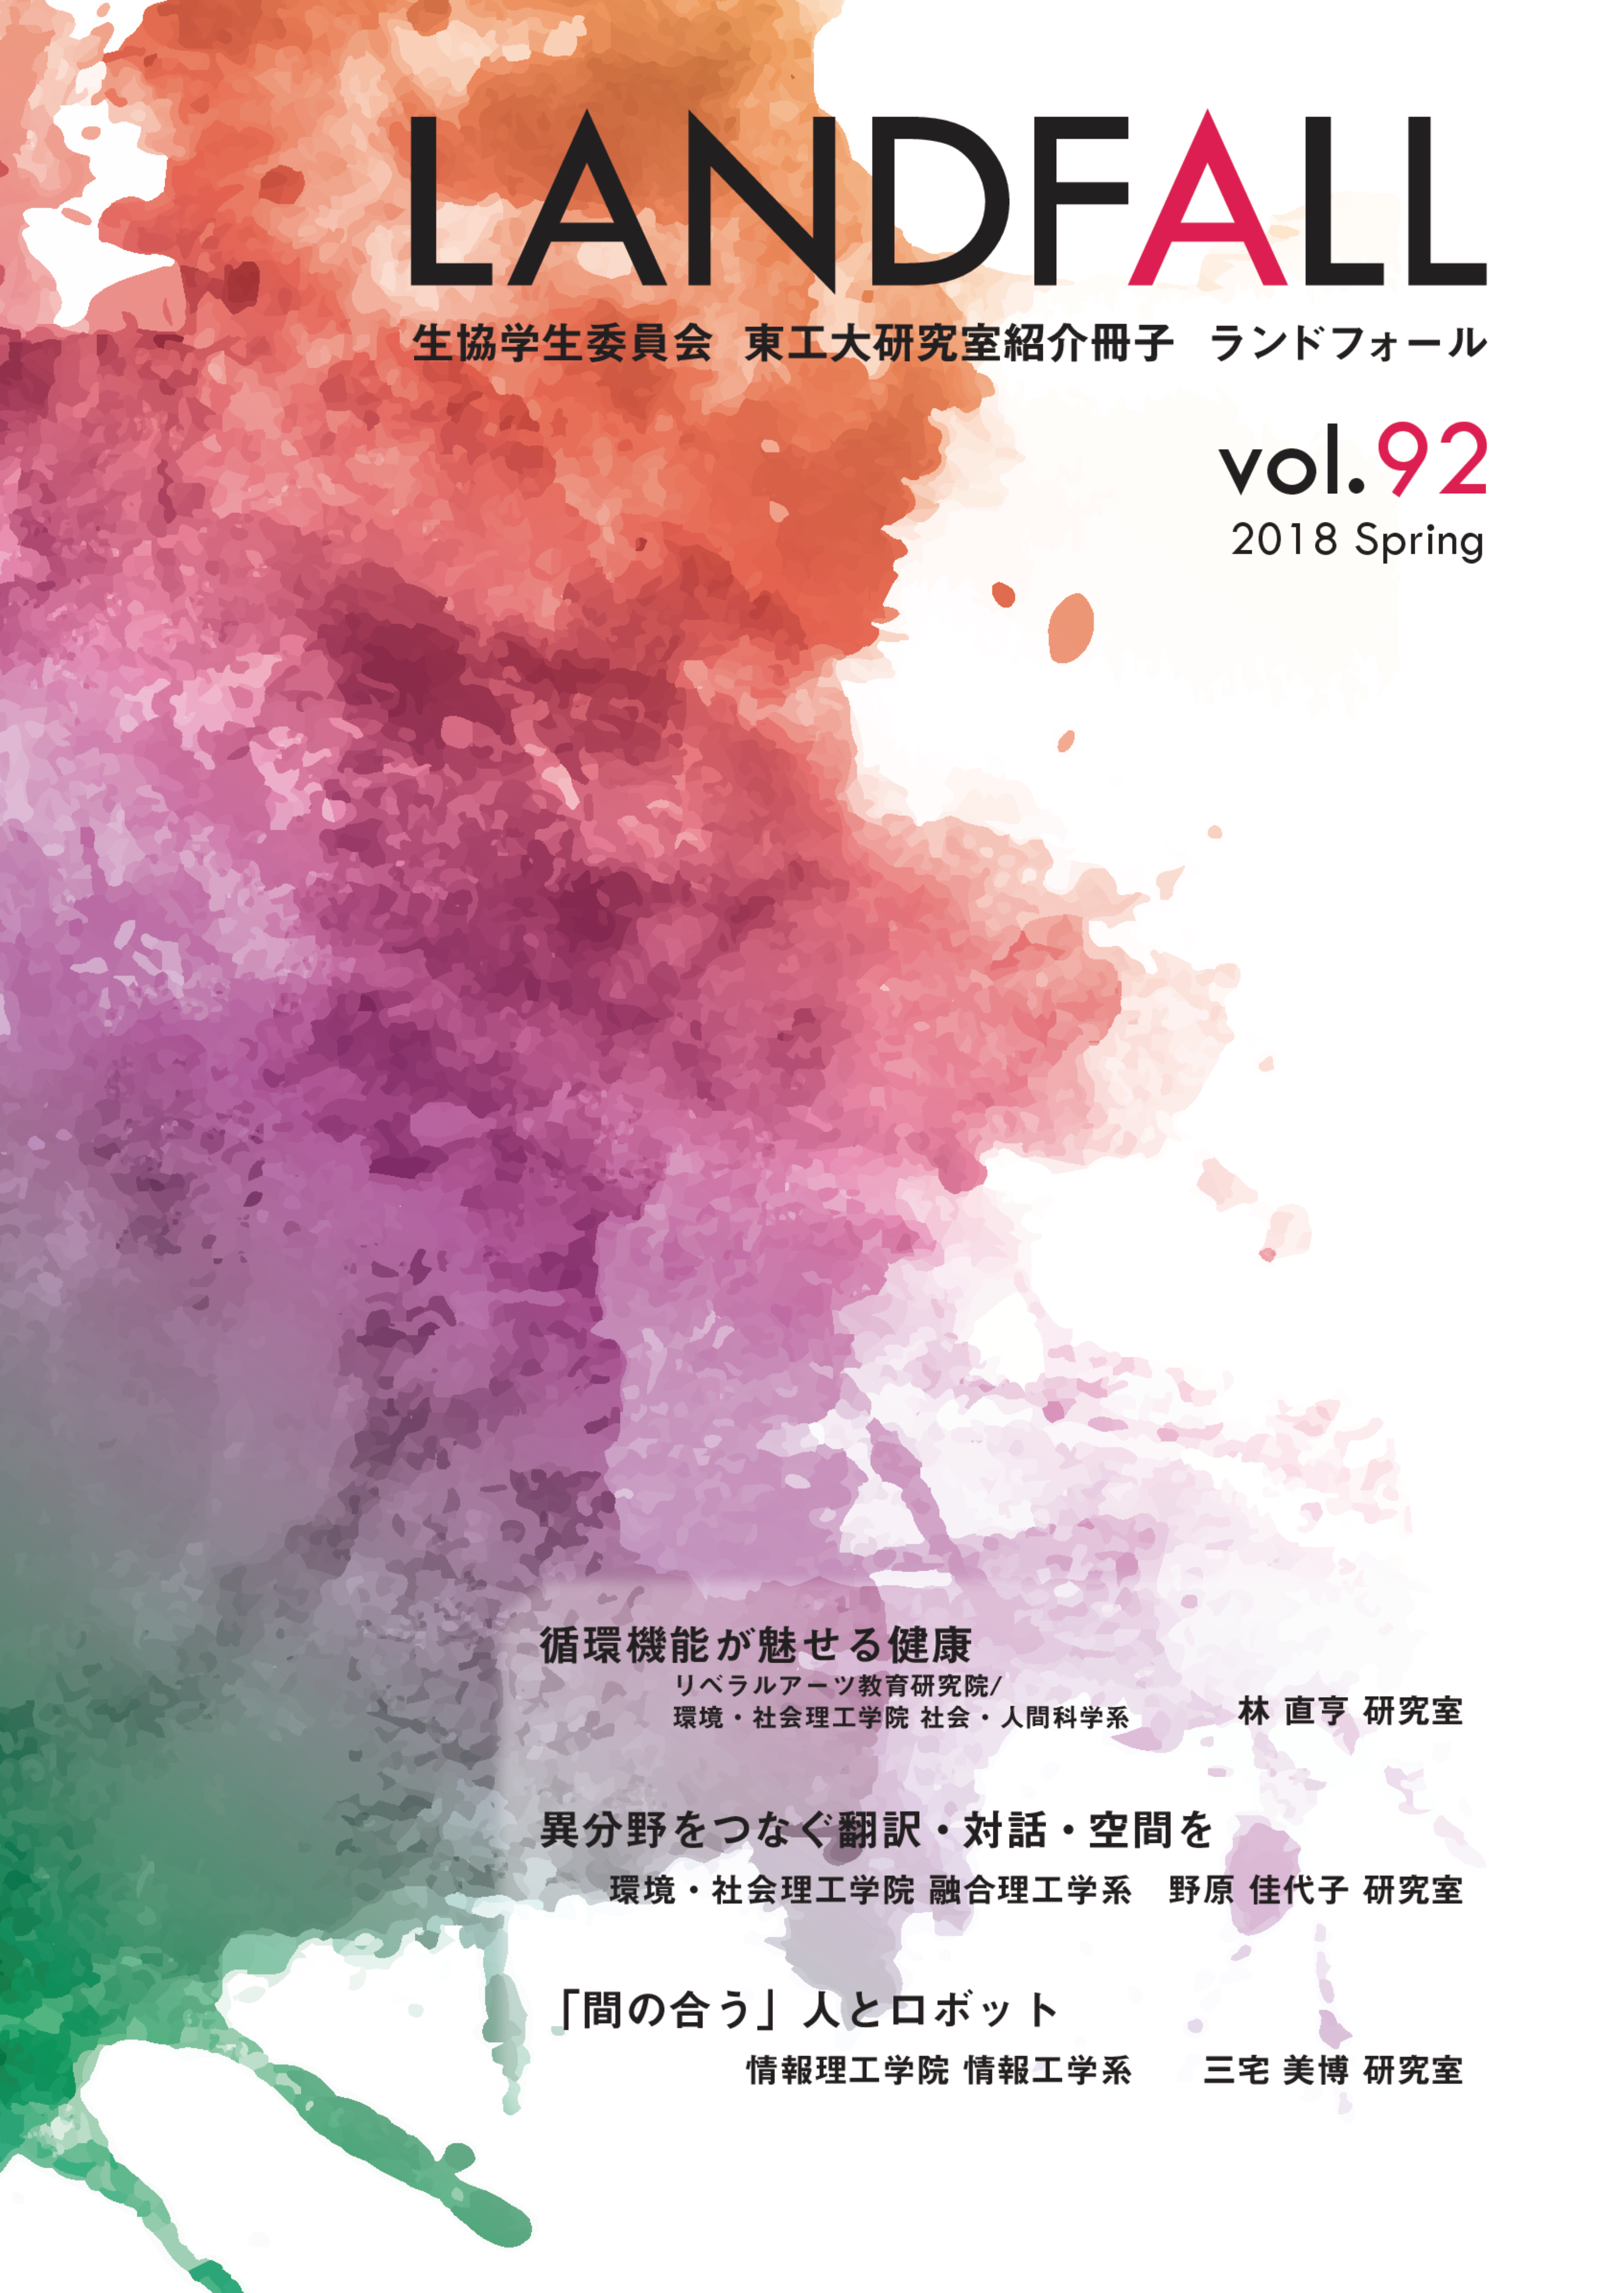 LANDFALL
生協学生委員会 東工大研究室紹介冊子 ランドフォール
vol.92
2018 Spring
循環機能が魅せる健康
リベラルアーツ教育研究院/
環境・社会理工学院 社会・人間科学系 林 直亨 研究室
異分野をつなぐ翻訳・対話・空間を
環境・社会理工学院 融合理工学系 野原 佳代子 研究室
「間の合う」人とロボット
情報理工学院 情報工学系 三宅 美博 研究室